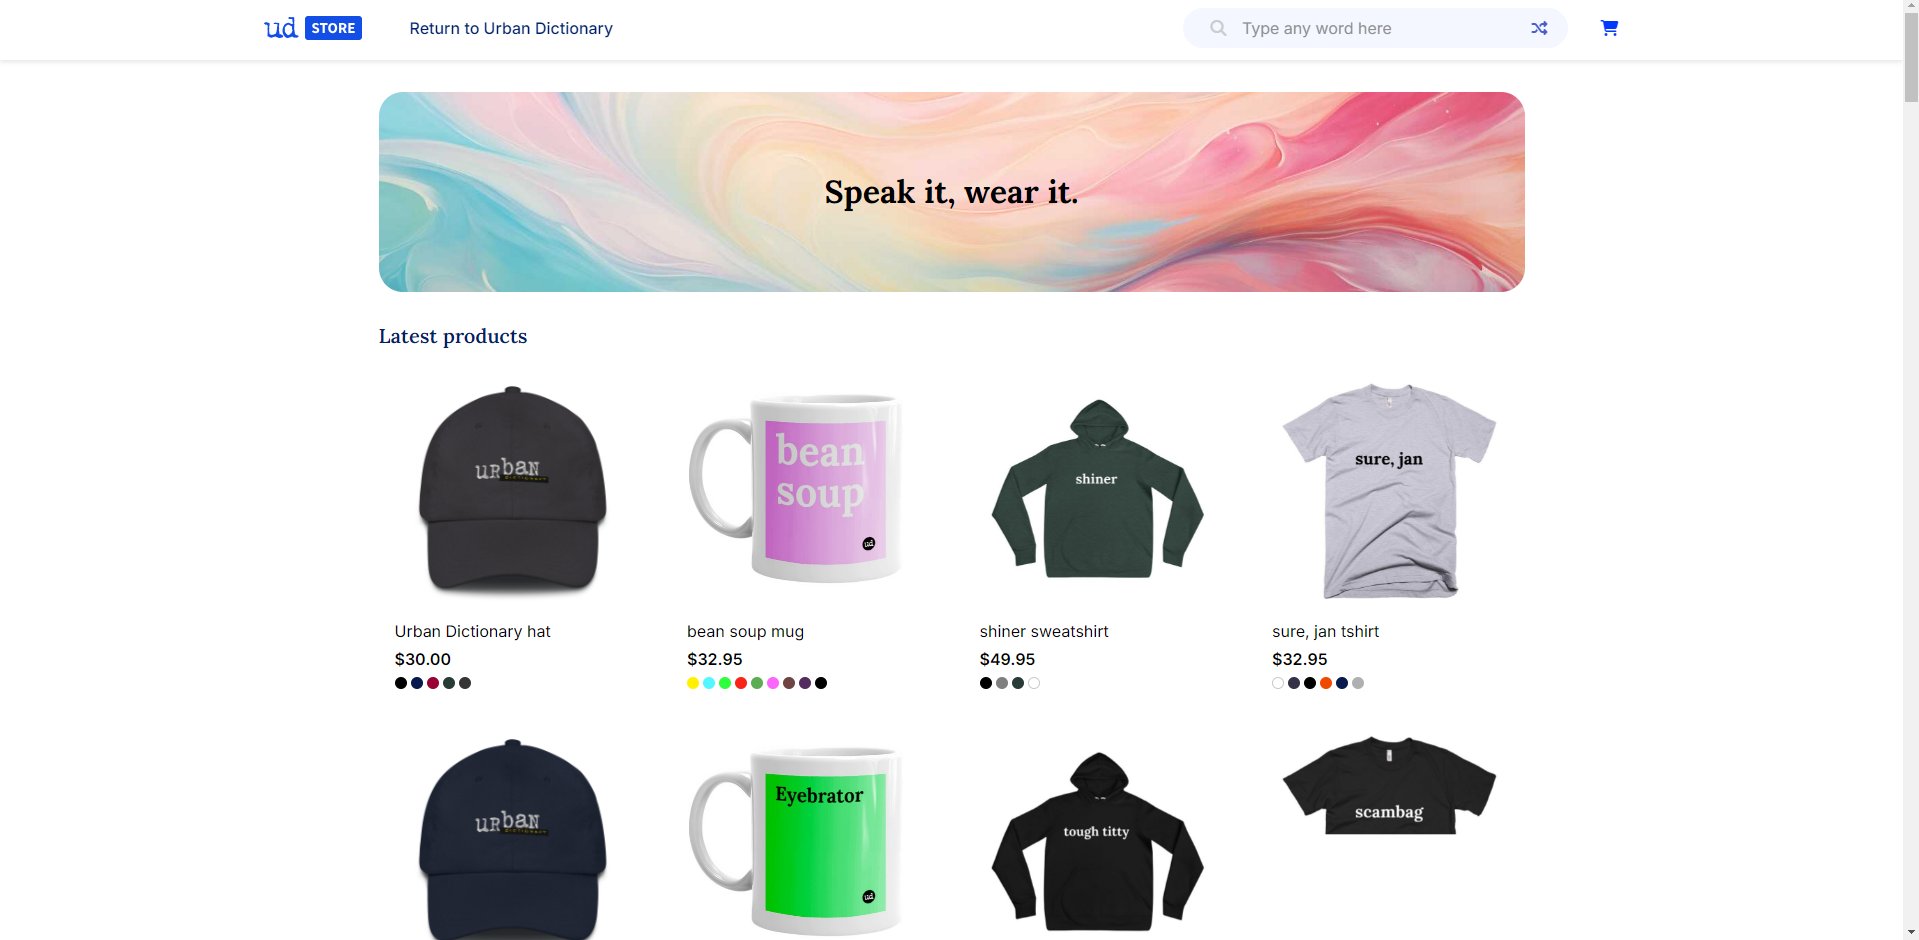 ud STORE
Return to Urban Dictionary
Type any word here
Speak it, wear it.
Latest products
urban
DICTIONARY
bean
soup
ud
shiner
sure, jan
Urban Dictionary hat
bean soup mug
shiner sweatshirt
sure, jan tshirt
$30.00
$32.95
$49.95
$32.95
urban
DICTIONARY
Eyebrator
ud
tough titty
scambag